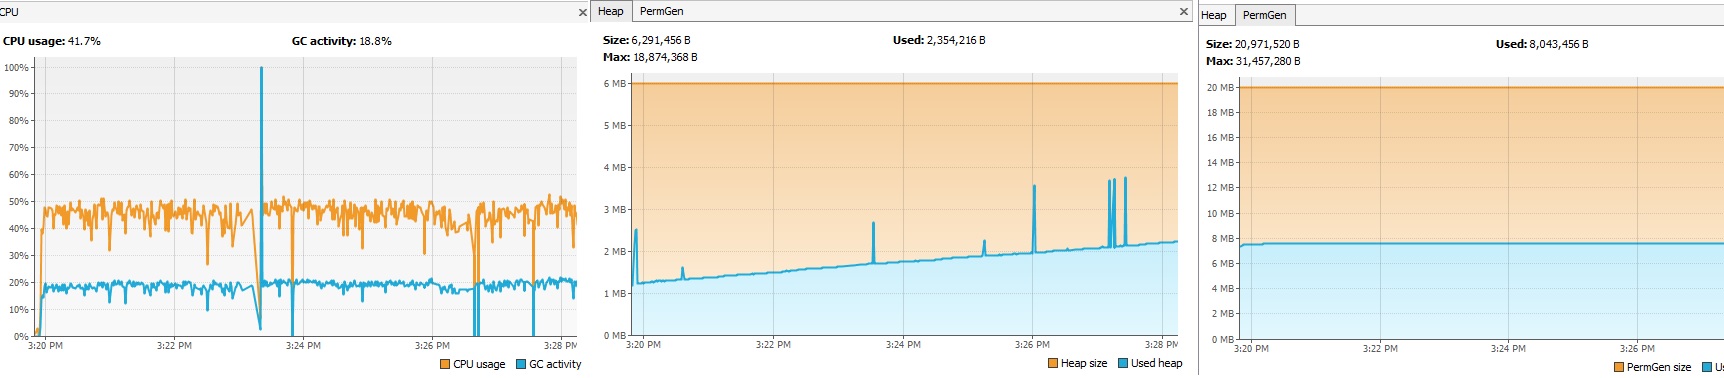 CPU
CPU usage: 41.7%
GC activity: 18.8%
100%
90%
80%
70%
60%
50%
40%
30%
20%
10%
0%
3:20 PM
3:22 PM
3:24 PM
3:26 PM
3:28 PM
CPU usage
GC activity
Heap
PermGen
Size: 6,291,456 B
Used: 2,354,216 B
Max: 18,874,368 B
6 MB
5 MB
4 MB
3 MB
2 MB
1 MB
0 MB
3:20 PM
3:22 PM
3:24 PM
3:26 PM
3:28 PM
Heap size
Used heap
Heap
PermGen
Size: 20,971,520 B
Used: 8,043,456 B
Max: 31,457,280 B
20 MB
18 MB
16 MB
14 MB
12 MB
10 MB
8 MB
6 MB
4 MB
2 MB
0 MB
3:20 PM
3:22 PM
3:24 PM
3:26 PM
PermGen size